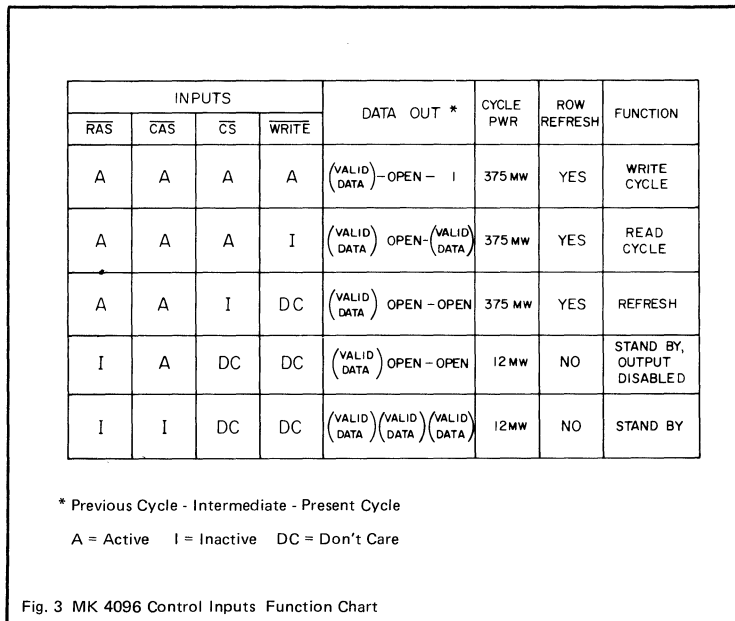 INPUTS
DATA OUT *
CYCLE PWR
ROW REFRESH
FUNCTION
RAS CAS CS WRITE
A A A A (VALID DATA)-OPEN- I 375 MW YES WRITE CYCLE
A A A I (VALID DATA) OPEN-(VALID DATA) 375 MW YES READ CYCLE
A A I DC (VALID DATA) OPEN-OPEN 375 MW YES REFRESH
I A DC DC (VALID DATA) OPEN-OPEN 12 MW NO STAND BY, OUTPUT DISABLED
I I DC DC (VALID DATA)(VALID DATA)(VALID DATA) 12MW NO STAND BY
* Previous Cycle - Intermediate - Present Cycle
A = Active I = Inactive DC = Don't Care
Fig. 3 MK 4096 Control Inputs Function Chart